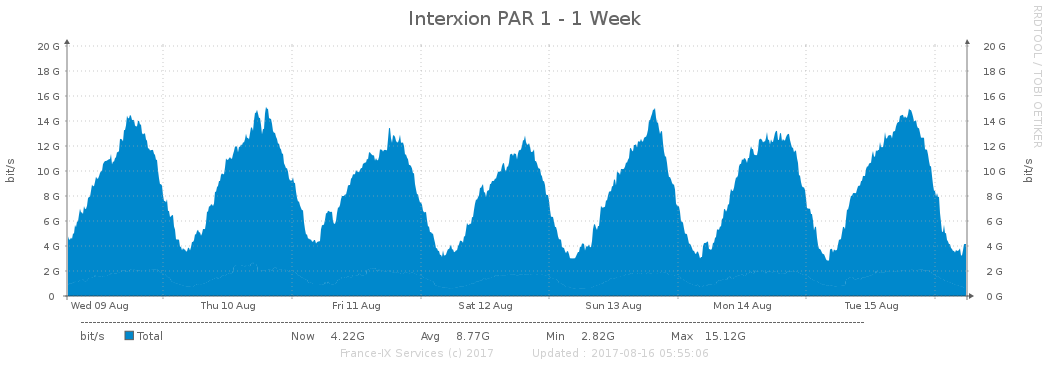 Interxion PAR 1 - 1 Week
RRDTOOL / TOBI OETIKER
bit/s
20 G 20 G
18 G 18 G
16 G 16 G
14 G 14 G
12 G 12 G
10 G 10 G
8 G 8 G
6 G 6 G
4 G 4 G
2 G 2 G
0 0 G
bit/s
Wed 09 Aug Thu 10 Aug Fri 11 Aug Sat 12 Aug Sun 13 Aug Mon 14 Aug Tue 15 Aug
bit/s Total Now 4.22G Avg 8.77G Min 2.82G Max 15.12G
France-IX Services (c) 2017 Updated : 2017-08-16 05:55:06